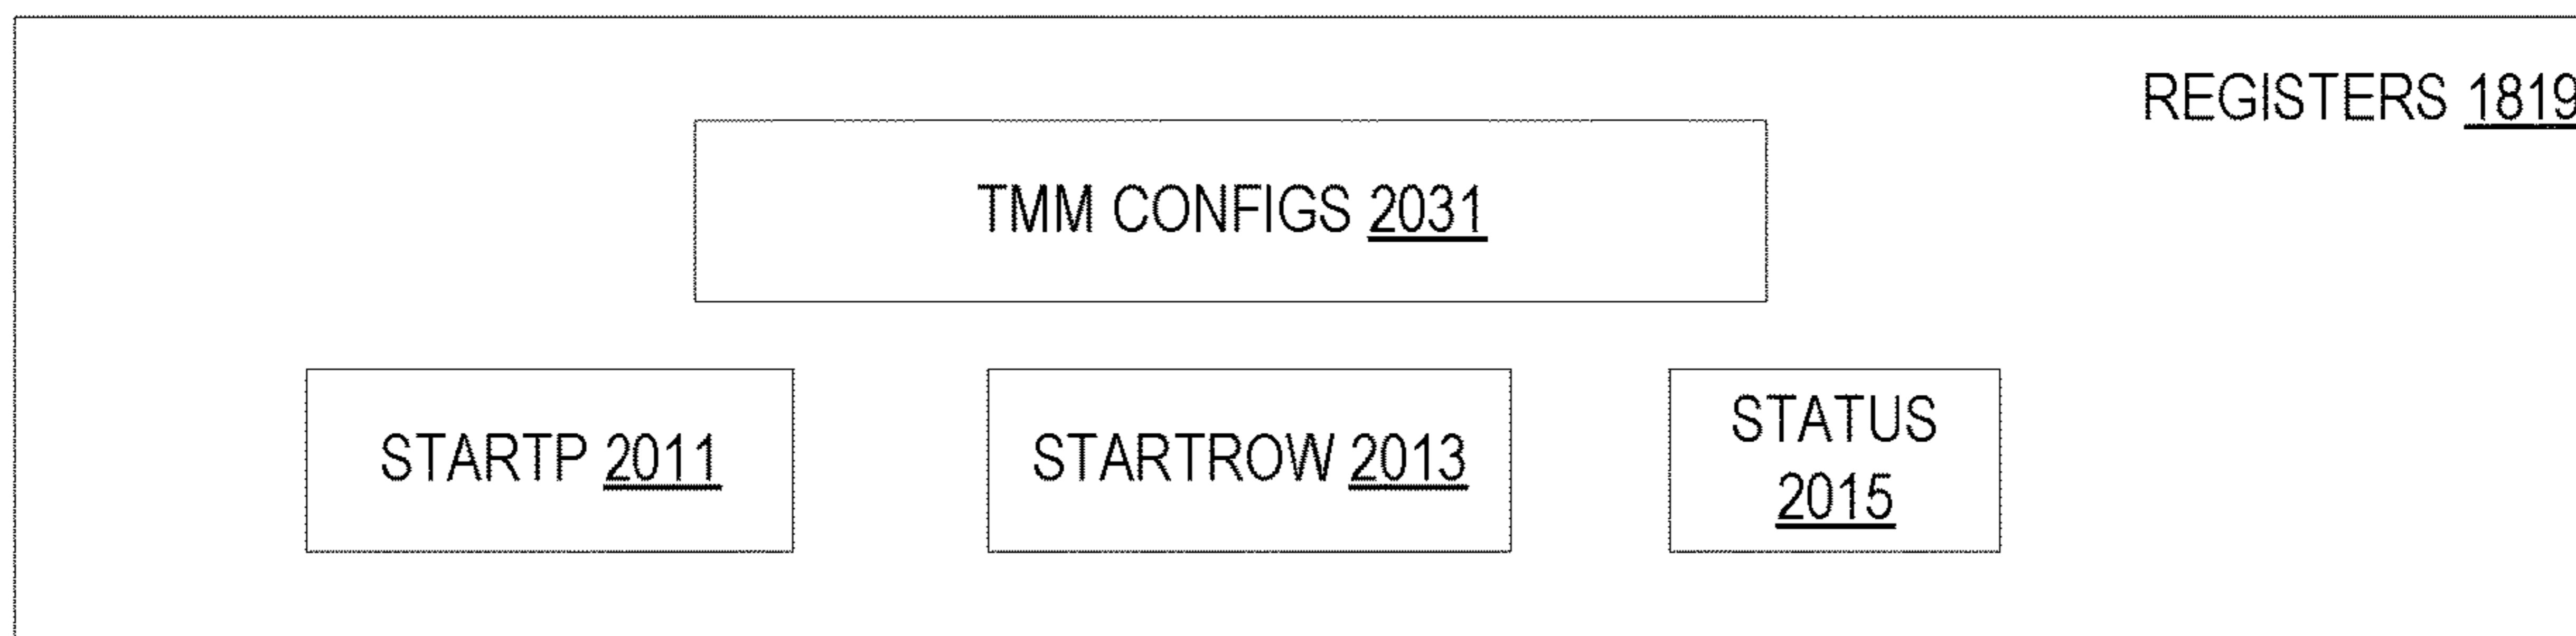 REGISTERS 1819
TMM CONFIGS 2031
STARTP 2011
STARTROW 2013
STATUS
2015